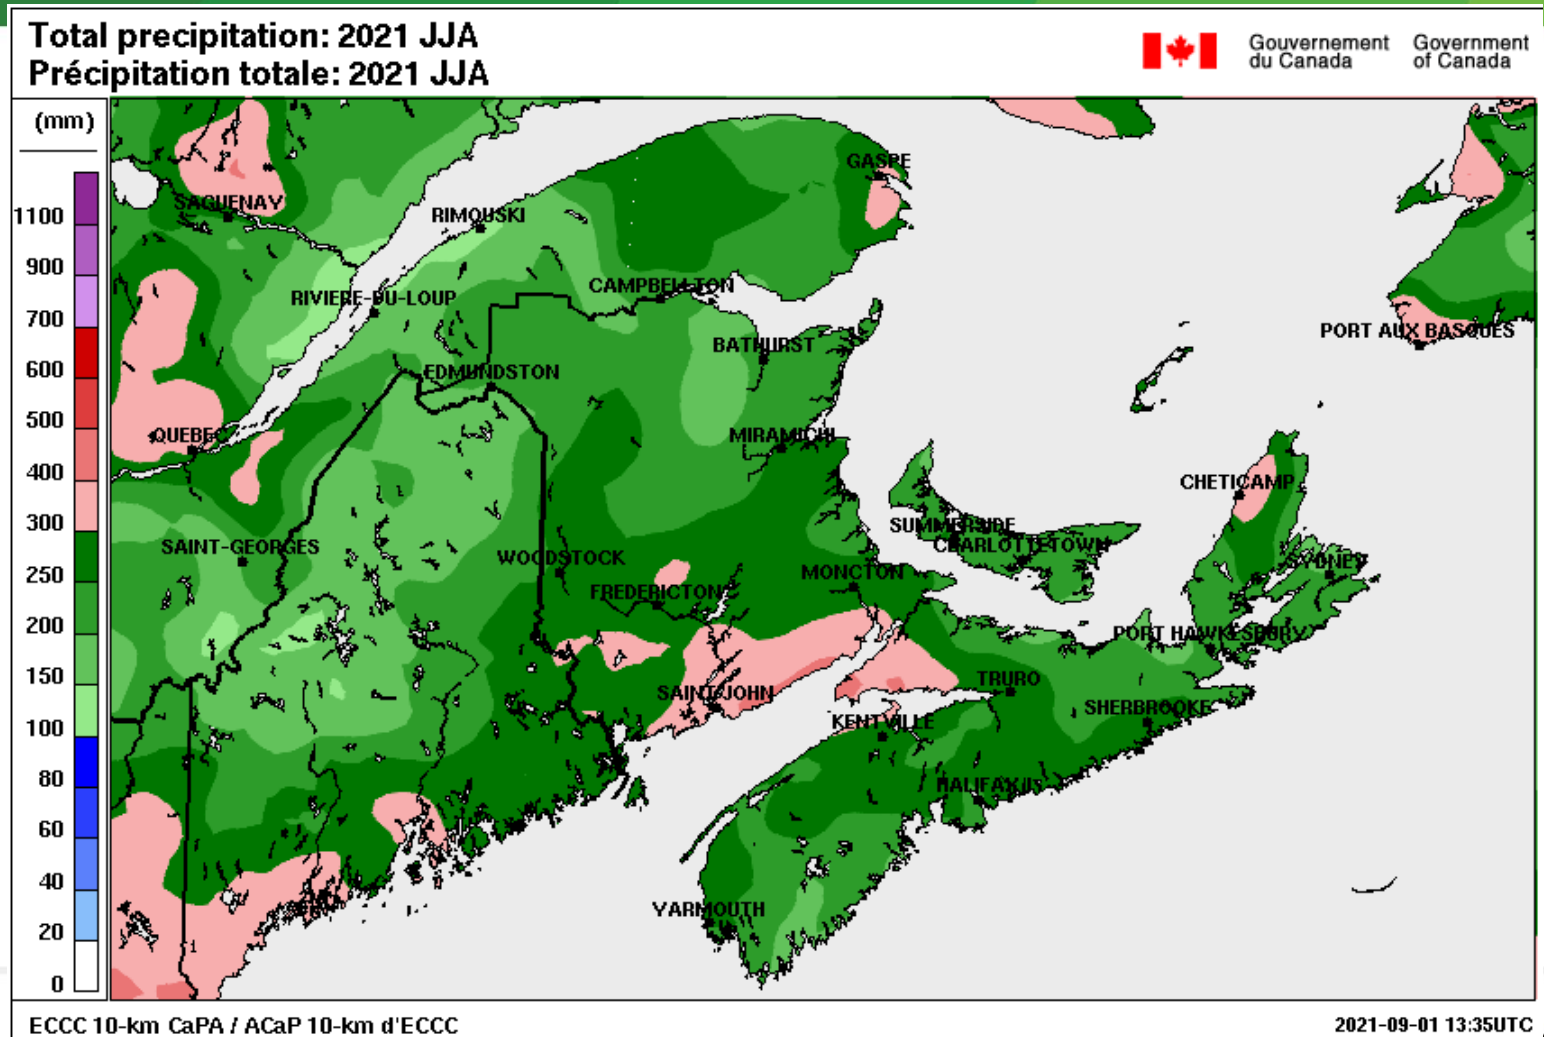 Total precipitation: 2021 JJA
Précipitation totale: 2021 JJA
Gouvernement du Canada
Government of Canada
(mm)
1100
900
700
600
500
400
300
250
200
150
100
80
60
40
20
0
GASPE
SAGUENAY
RIMOUSKI
RIVIERE-DU-LOUP
CAMPBELLTON
PORT AUX BASQUES
BATHURST
EDMUNDSTON
QUEBEC
MIRAMICHI
CHETICAMP
SUMMERSIDE
CHARLOTTETOWN
SAINT-GEORGES
WOODSTOCK
MONCTON
SYDNEY
FREDERICTON
PORT HAWKESBURY
SAINT JOHN
TRURO
KENTVILLE
SHERBROOKE
HALIFAX/Is
YARMOUTH
ECCC 10-km CaPA / ACaP 10-km d'ECCC
2021-09-01 13:35UTC